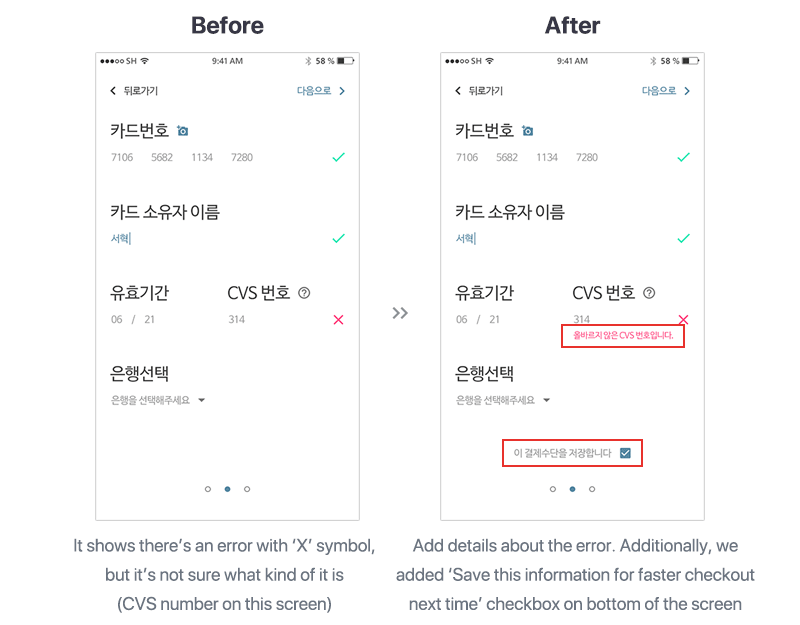 Before
After
●●●○○ SH 9:41 AM 58 %
뒤로가기 다음으로
카드번호
7106 5682 1134 7280
카드 소유자 이름
서혁
유효기간 CVS 번호 ?
06 / 21 314
은행선택
은행을 선택해주세요
●●●○○ SH 9:41 AM 58 %
뒤로가기 다음으로
카드번호
7106 5682 1134 7280
카드 소유자 이름
서혁
유효기간 CVS 번호 ?
06 / 21 314
올바르지 않은 CVS 번호입니다.
은행선택
은행을 선택해주세요
이 결제수단을 저장합니다
It shows there's an error with ‘X’ symbol,
but it's not sure what kind of it is
(CVS number on this screen)
Add details about the error. Additionally, we
added ‘Save this information for faster checkout
next time’ checkbox on bottom of the screen